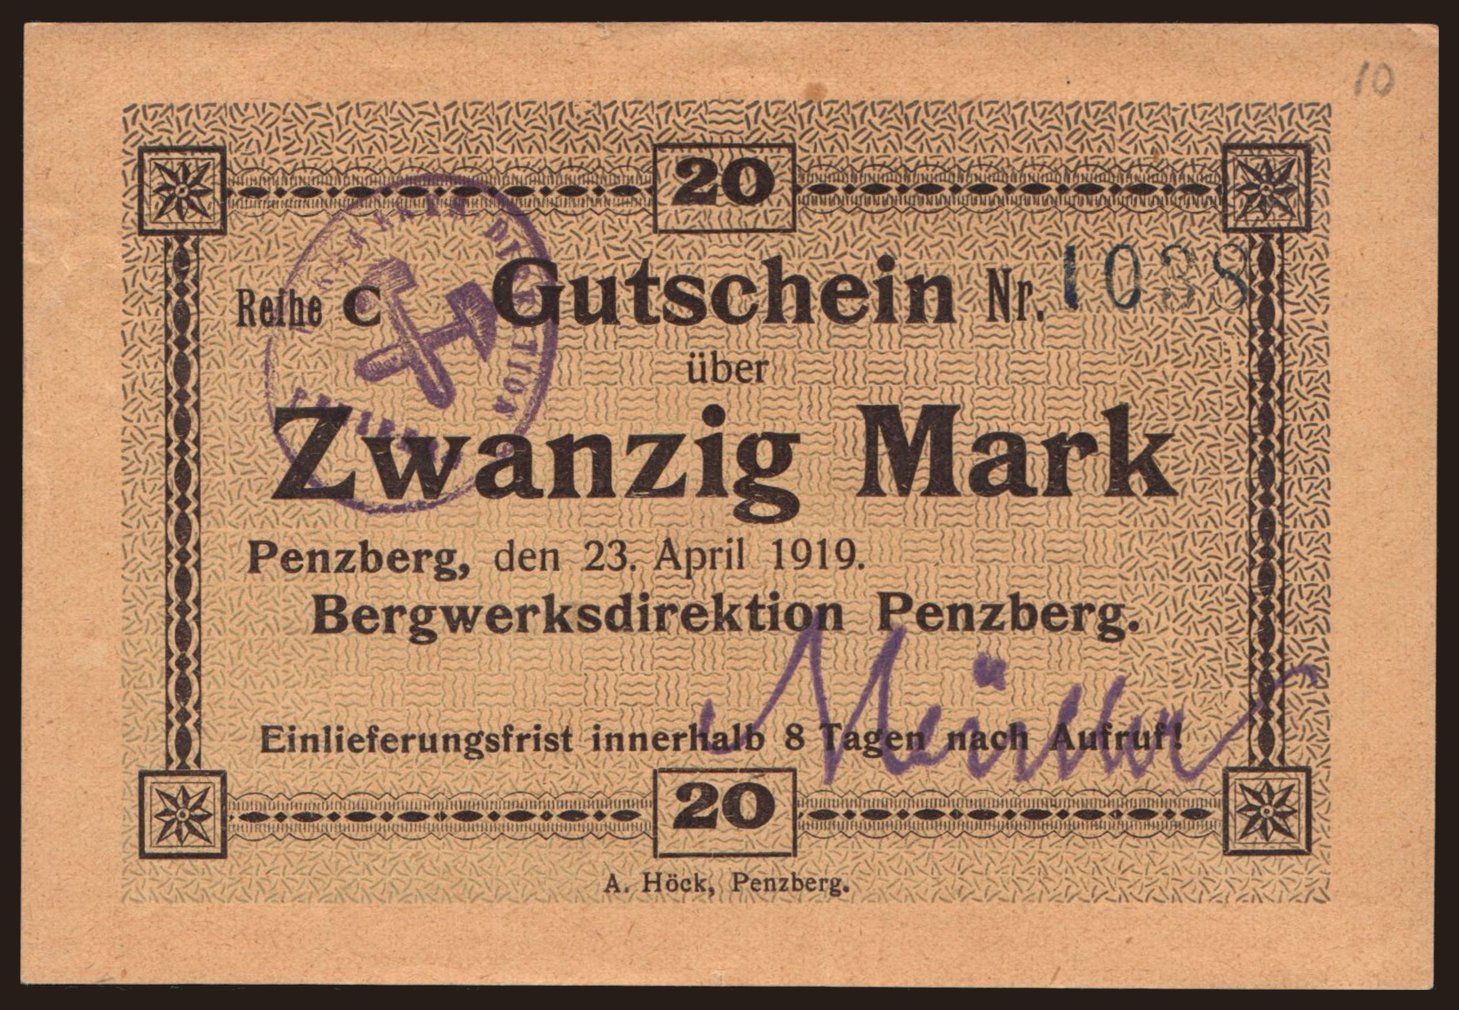 10
20
Reihe C Gutschein Nr. 1038
über
Zwanzig Mark
Penzberg, den 23. April 1919.
Bergwerksdirektion Penzberg.
Einlieferungsfrist innerhalb 8 Tagen nach Aufruf!
20
A. Höck, Penzberg.